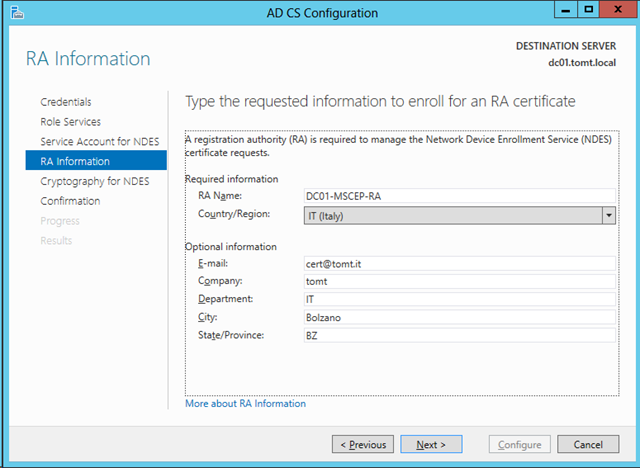 AD CS Configuration
RA Information
DESTINATION SERVER
dc01.tomt.local
Credentials
Role Services
Service Account for NDES
RA Information
Cryptography for NDES
Confirmation
Progress
Results
Type the requested information to enroll for an RA certificate
A registration authority (RA) is required to manage the Network Device Enrollment Service (NDES)
certificate requests.
Required information
RA Name: DC01-MSCEP-RA
Country/Region: IT (Italy)
Optional information
E-mail: cert@tomt.it
Company: tomt
Department: IT
City: Bolzano
State/Province: BZ
More about RA Information
< Previous Next > Configure Cancel